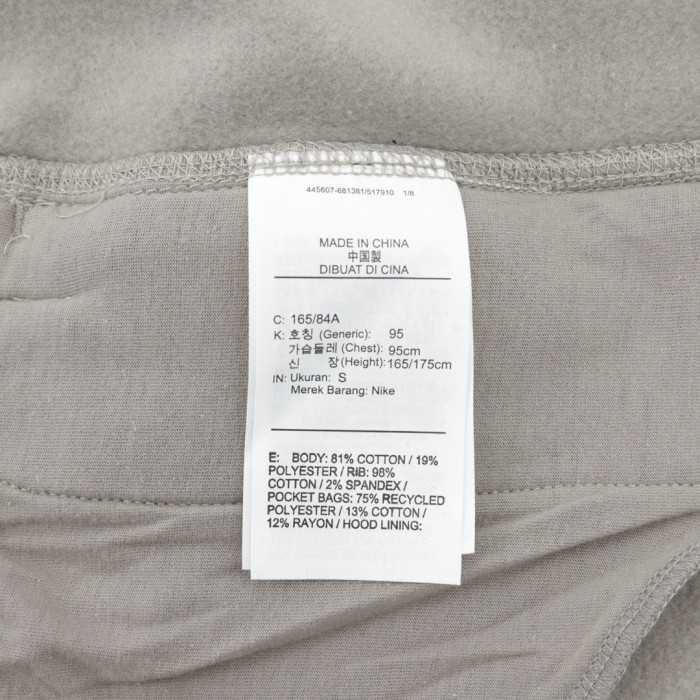 445607-681381/517910 1/8
MADE IN CHINA
中国製
DIBUAT DI CINA
C: 165/84A
K: 호칭 (Generic): 95
가슴둘레 (Chest): 95cm
신 장(Height): 165/175cm
IN: Ukuran: S
Merek Barang: Nike
E: BODY: 81% COTTON / 19%
POLYESTER / RIB: 98%
COTTON / 2% SPANDEX /
POCKET BAGS: 75% RECYCLED
POLYESTER / 13% COTTON /
12% RAYON / HOOD LINING: